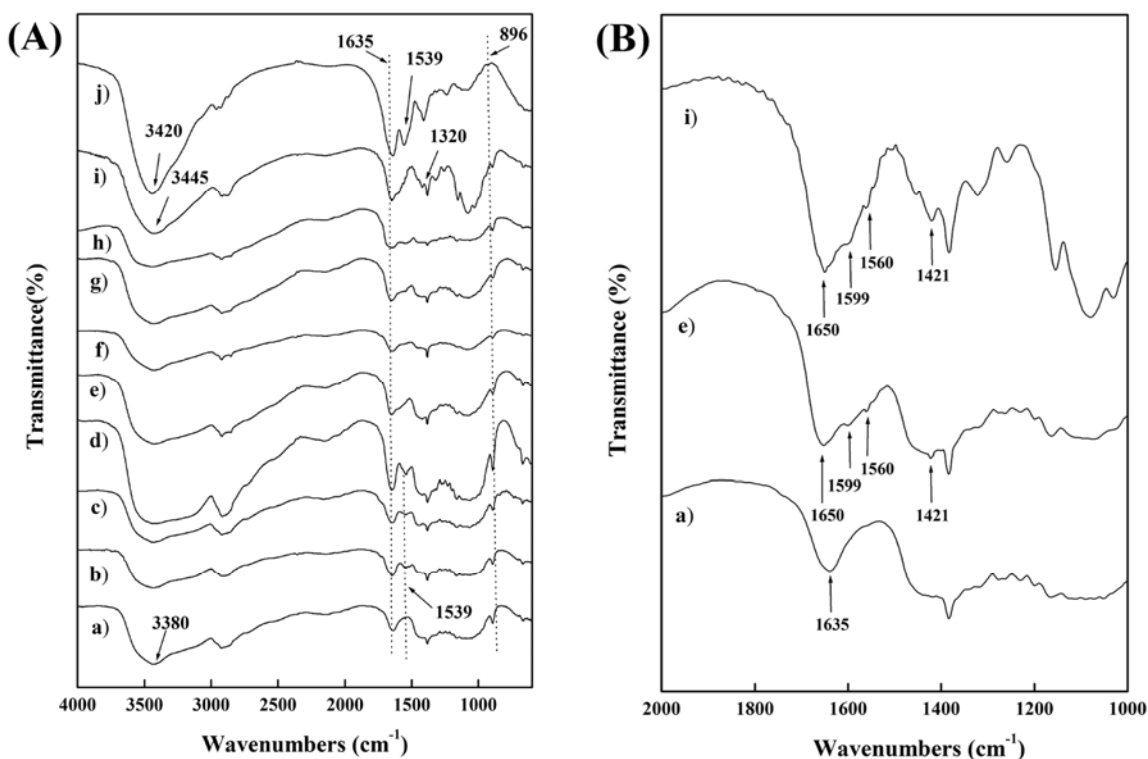 (A)
1635
896
1539
j)
3420
1320
3445
i)
h)
g)
f)
e)
d)
c)
b)
1539
3380
a)
Transmittance(%)
4000 3500 3000 2500 2000 1500 1000
Wavenumbers (cm-1)
(B)
i)
1560
1421
1599
1650
e)
1560
1599
1421
1650
a)
1635
Transmittance (%)
2000 1800 1600 1400 1200 1000
Wavenumbers (cm-1)